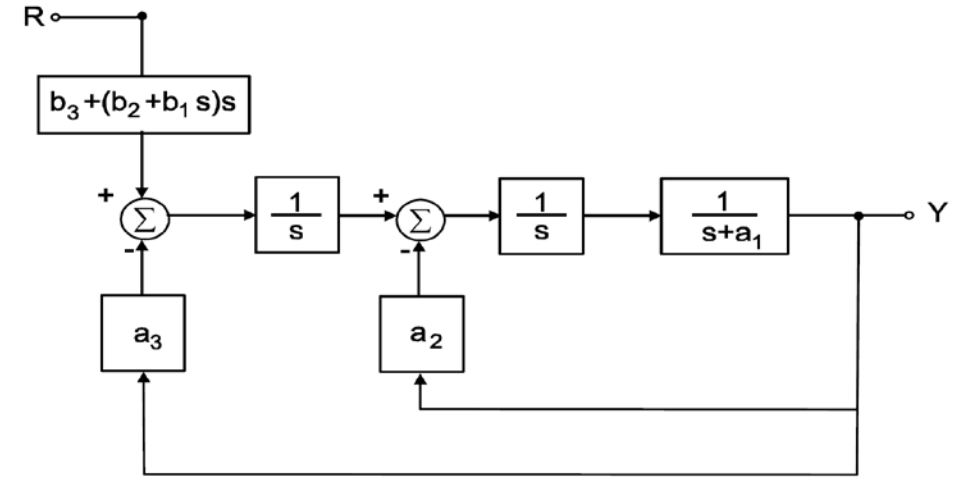 R
b₃+(b₂+b₁ s)s
+
Σ
-
1
s
+
Σ
-
1
s
1
s+a₁
Y
a₃
a₂